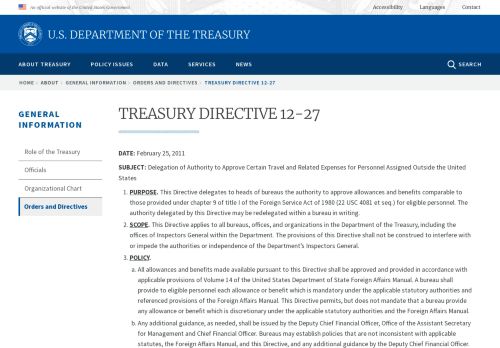 An official website of the United States Government
Accessibility Languages Contact
U.S. DEPARTMENT OF THE TREASURY
ABOUT TREASURY POLICY ISSUES DATA SERVICES NEWS SEARCH
HOME › ABOUT › GENERAL INFORMATION › ORDERS AND DIRECTIVES › TREASURY DIRECTIVE 12-27
GENERAL
INFORMATION
Role of the Treasury
Officials
Organizational Chart
Orders and Directives
TREASURY DIRECTIVE 12-27
DATE: February 25, 2011
SUBJECT: Delegation of Authority to Approve Certain Travel and Related Expenses for Personnel Assigned Outside the United
States
1. PURPOSE. This Directive delegates to heads of bureaus the authority to approve allowances and benefits comparable to
those provided under chapter 9 of title I of the Foreign Service Act of 1980 (22 USC 4081 et seq.) for eligible personnel. The
authority delegated by this Directive may be redelegated within a bureau in writing.
2. SCOPE. This Directive applies to all bureaus, offices, and organizations in the Department of the Treasury, including the
offices of Inspectors General within the Department. The provisions of this Directive shall not be construed to interfere with
or impede the authorities or independence of the Department's Inspectors General.
3. POLICY.
a. All allowances and benefits made available pursuant to this Directive shall be approved and provided in accordance with
applicable provisions of Volume 14 of the United States Department of State Foreign Affairs Manual. A bureau shall
provide to eligible personnel each allowance or benefit which is mandatory under the applicable statutory authorities and
referenced provisions of the Foreign Affairs Manual. This Directive permits, but does not mandate that a bureau provide
any allowance or benefit which is discretionary under the applicable statutory authorities and the Foreign Affairs Manual.
b. Any additional guidance, as needed, shall be issued by the Deputy Chief Financial Officer, Office of the Assistant Secretary
for Management and Chief Financial Officer. Bureaus may establish policies that are not inconsistent with applicable
statutes, the Foreign Affairs Manual, and this Directive, and any additional guidance by the Deputy Chief Financial Officer.